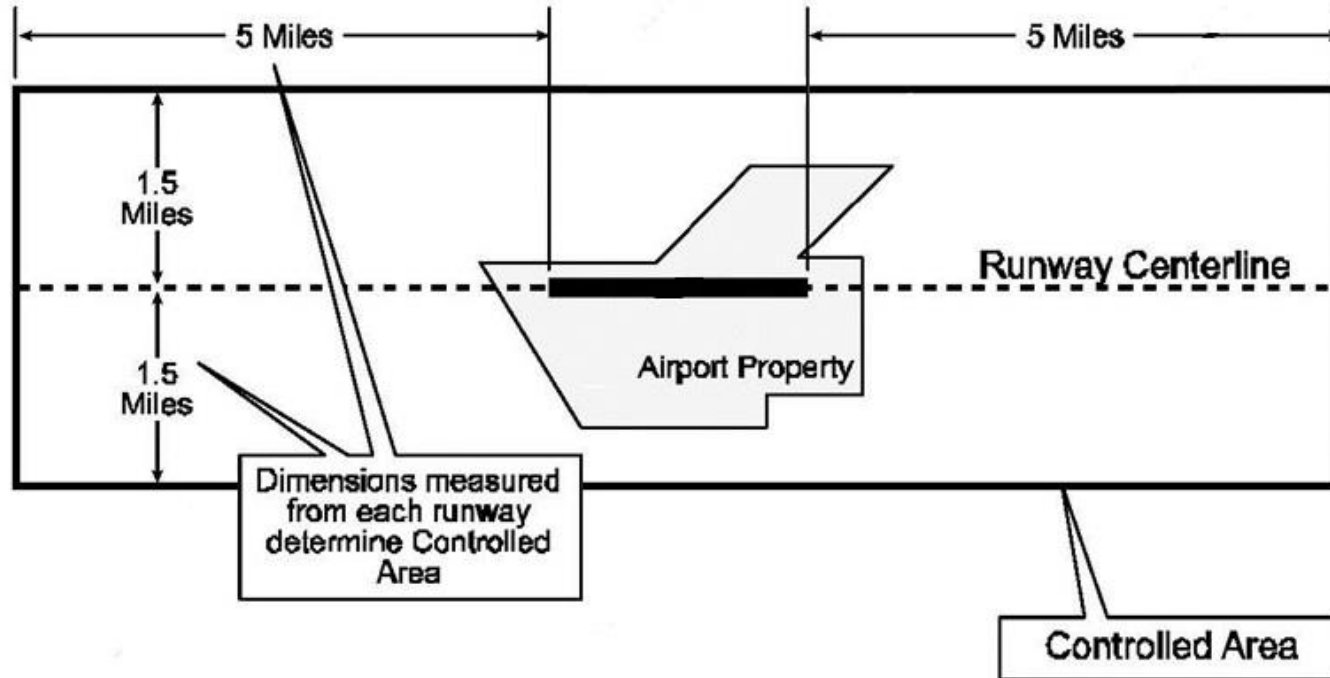 5 Miles
5 Miles
1.5
Miles
Runway Centerline
1.5
Miles
Airport Property
Dimensions measured
from each runway
determine Controlled
Area
Controlled Area